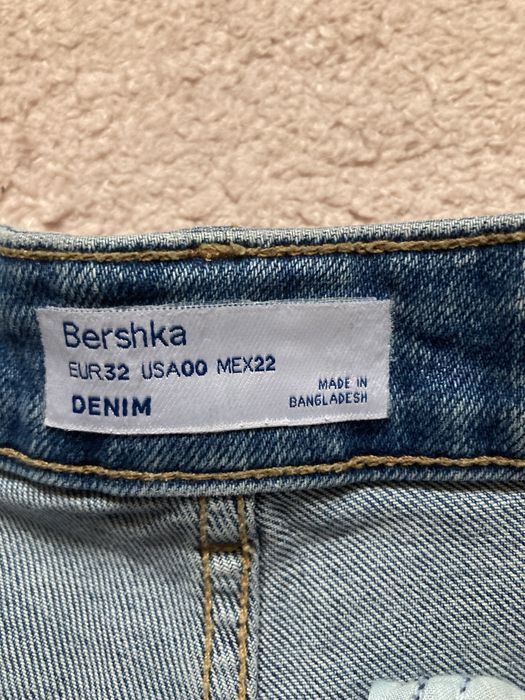 Bershka
EUR32 USA00 MEX22
DENIM
MADE IN
BANGLADESH